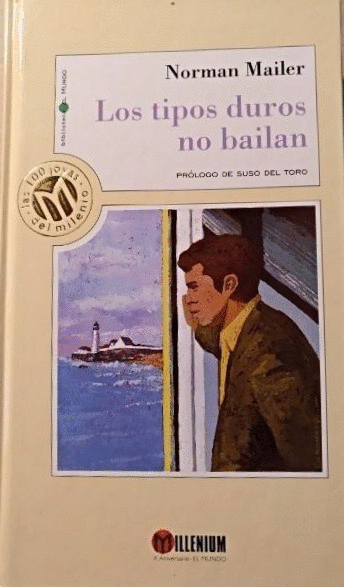 Norman Mailer
Los tipos duros
no bailan
PRÓLOGO DE SUSO DEL TORO
biblioteca EL MUNDO
las 100 joyas
del milenio
MILLENIUM
X Aniversario · EL MUNDO